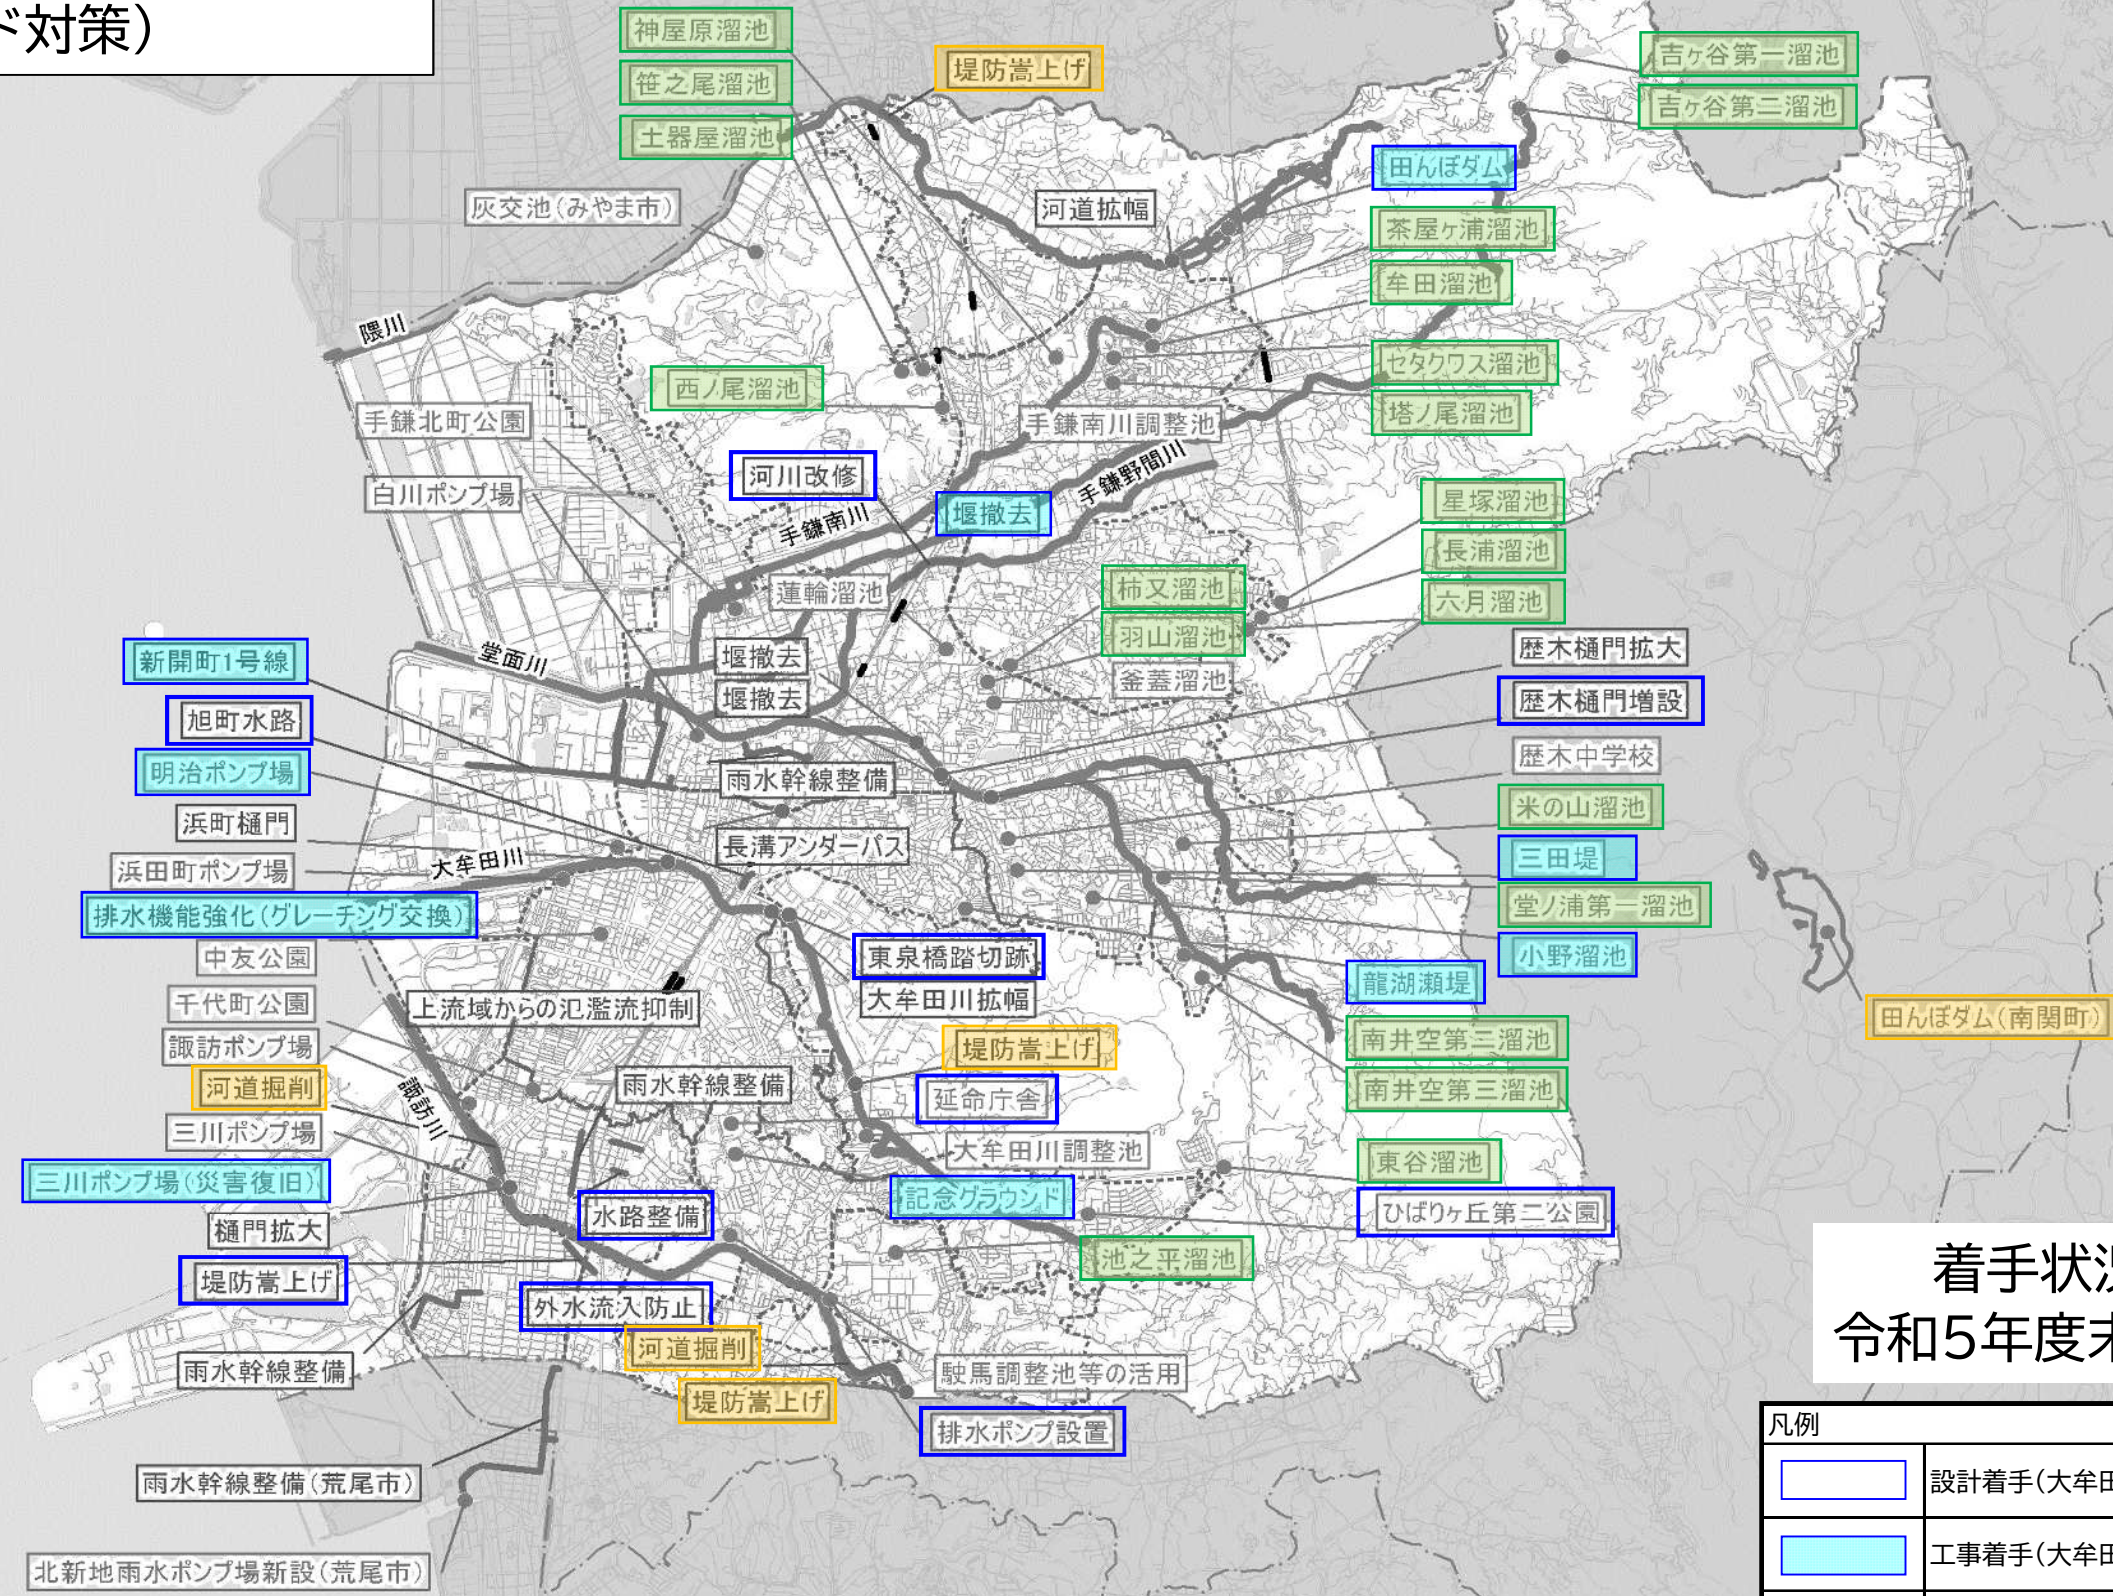 ド対策）
神屋原溜池
笹之尾溜池
土器屋溜池
堤防嵩上げ
吉ヶ谷第一溜池
吉ヶ谷第二溜池
田んぼダム
灰交池(みやま市)
河道拡幅
茶屋ヶ浦溜池
牟田溜池
隈川
セタクワス溜池
西ノ尾溜池
塔ノ尾溜池
手鎌北町公園
手鎌南川調整池
河川改修
白川ポンプ場
手鎌野間川
手鎌南川
堰撤去
星塚溜池
長浦溜池
六月溜池
蓮輪溜池
柿又溜池
羽山溜池
釜蓋溜池
新開町1号線
堂面川
堰撤去
堰撤去
歴木樋門拡大
歴木樋門増設
旭町水路
明治ポンプ場
雨水幹線整備
歴木中学校
米の山溜池
浜町樋門
長溝アンダーパス
大牟田川
浜田町ポンプ場
三田堤
堂ノ浦第一溜池
排水機能強化(グレーチング交換)
中友公園
東泉橋踏切跡
小野溜池
龍湖瀬堤
千代町公園
上流域からの氾濫流抑制
大牟田川拡幅
田んぼダム(南関町)
諏訪ポンプ場
堤防嵩上げ
南井空第二溜池
河道掘削
諏訪川
雨水幹線整備
延命庁舎
南井空第三溜池
三川ポンプ場
大牟田川調整池
東谷溜池
三川ポンプ場(災害復旧)
記念グラウンド
ひばりヶ丘第二公園
樋門拡大
水路整備
池之平溜池
堤防嵩上げ
外水流入防止
河道掘削
雨水幹線整備
駛馬調整池等の活用
堤防嵩上げ
排水ポンプ設置
雨水幹線整備(荒尾市)
北新地雨水ポンプ場新設(荒尾市)
着手状況
令和5年度末
凡例
設計着手(大牟田
工事着手(大牟田